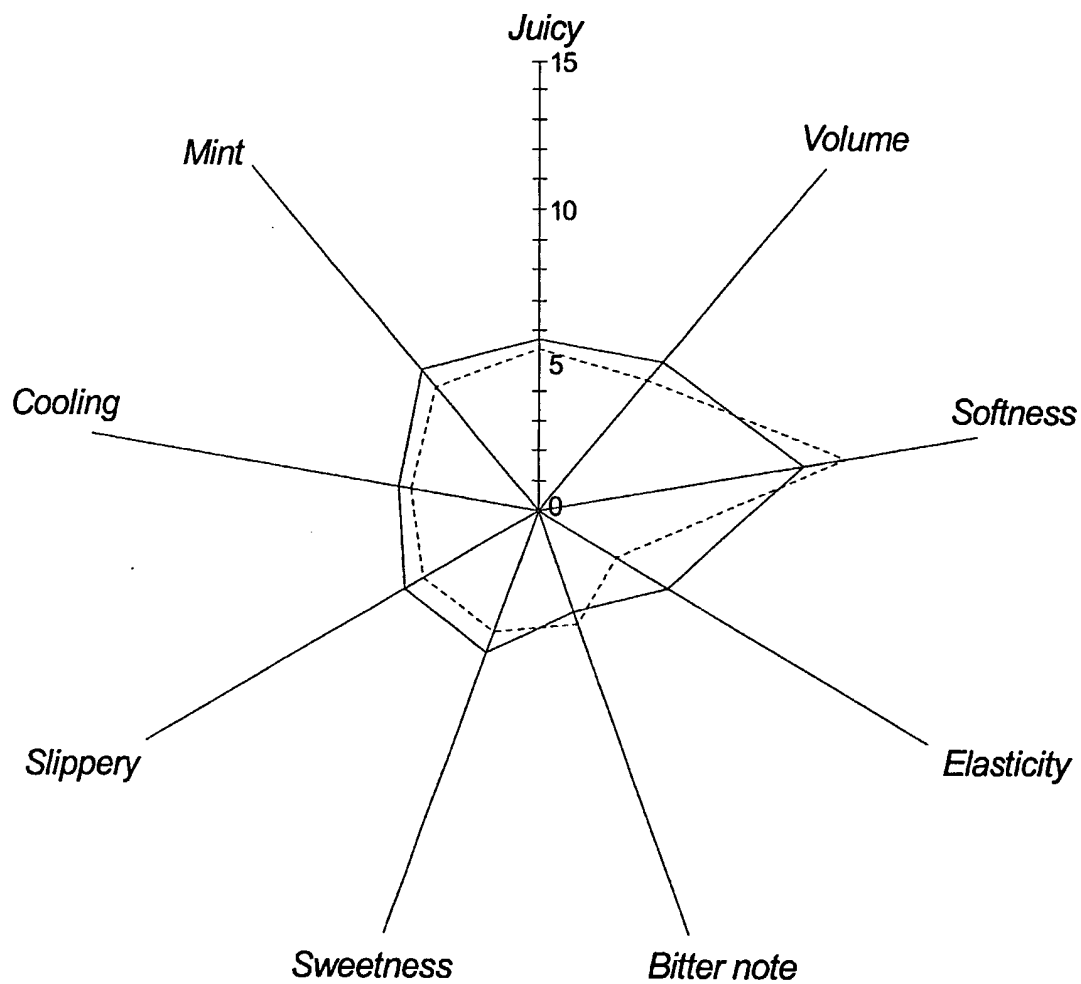 Juicy
15
Volume
Mint
10
5
Cooling
Softness
0
Slippery
Elasticity
Sweetness
Bitter note